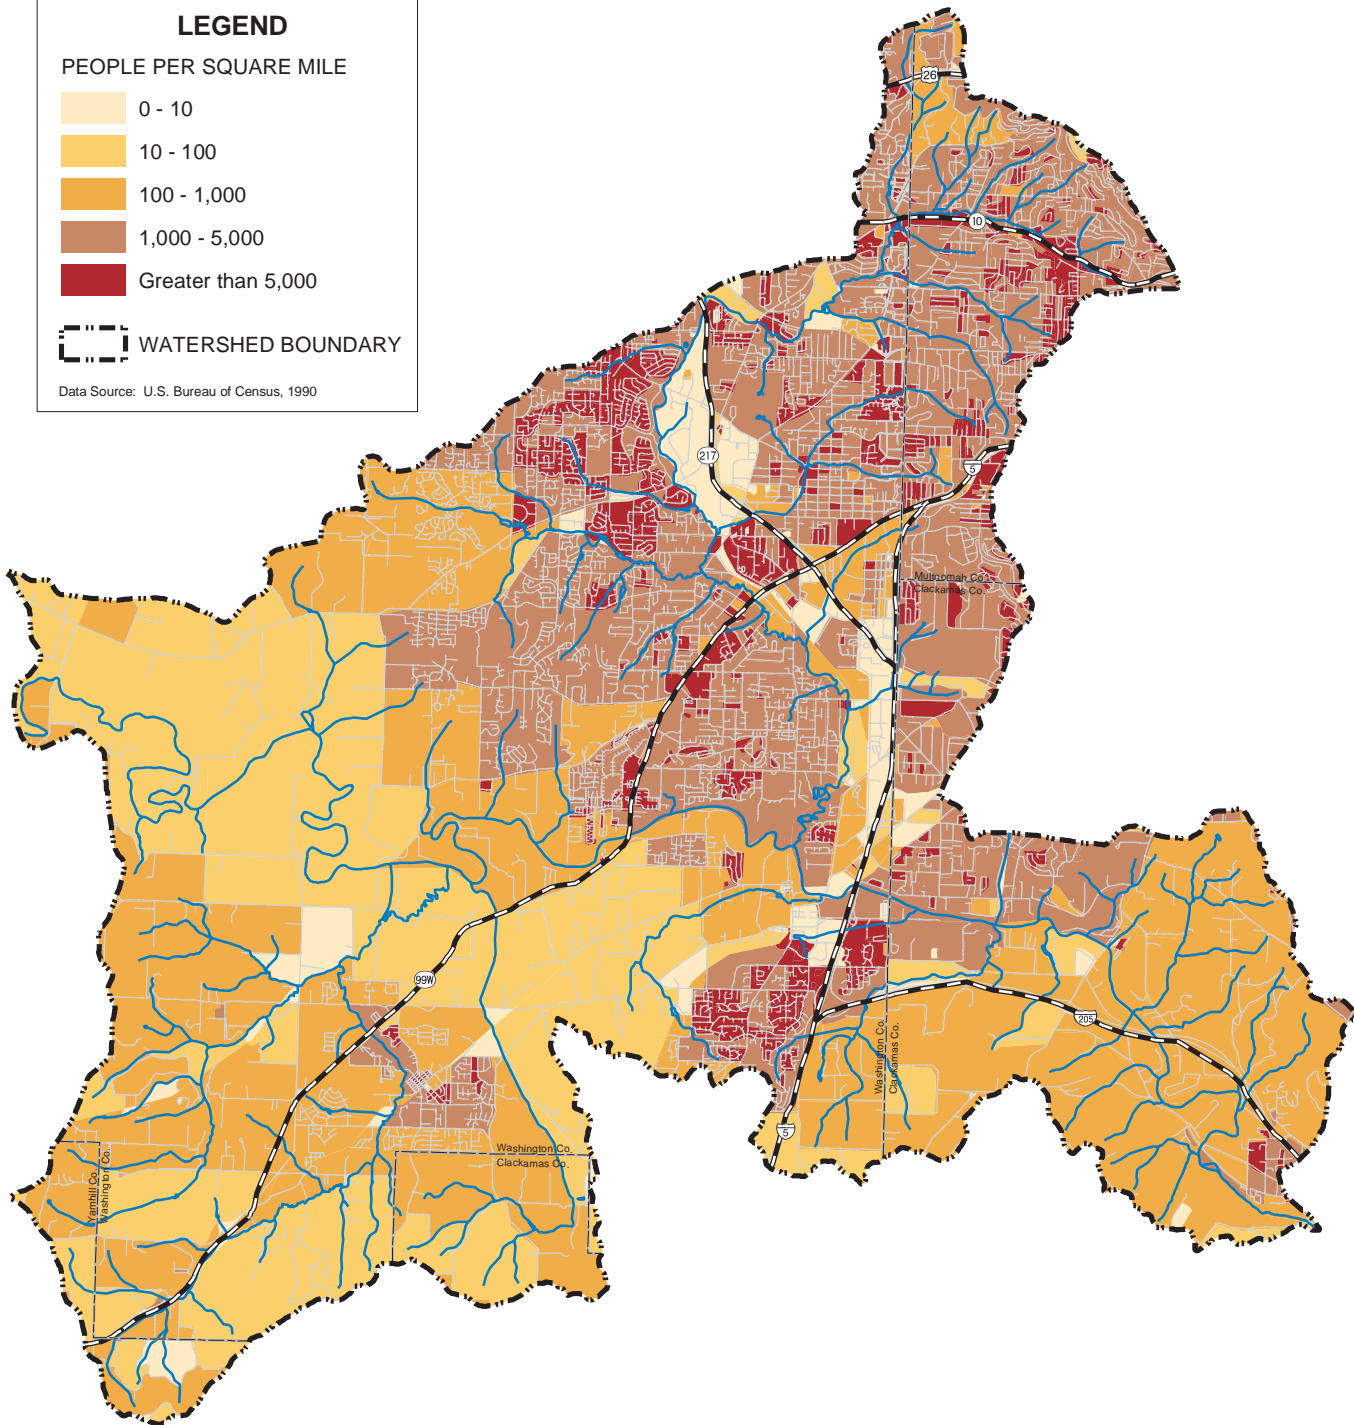 LEGEND
PEOPLE PER SQUARE MILE
0 - 10
10 - 100
100 - 1,000
1,000 - 5,000
Greater than 5,000
WATERSHED BOUNDARY
Data Source: U.S. Bureau of Census, 1990
26
10
217
5
Multnomah Co.
Clackamas Co.
99W
205
Washington Co.
Clackamas Co.
5
Washington Co.
Clackamas Co.
Yamhill Co.
Washington Co.